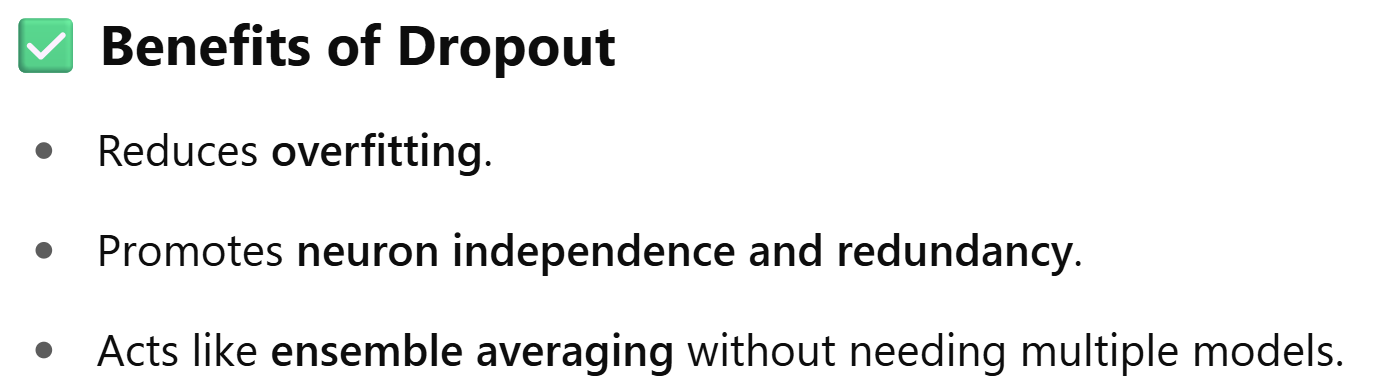 ✅ Benefits of Dropout
• Reduces overfitting.
• Promotes neuron independence and redundancy.
• Acts like ensemble averaging without needing multiple models.